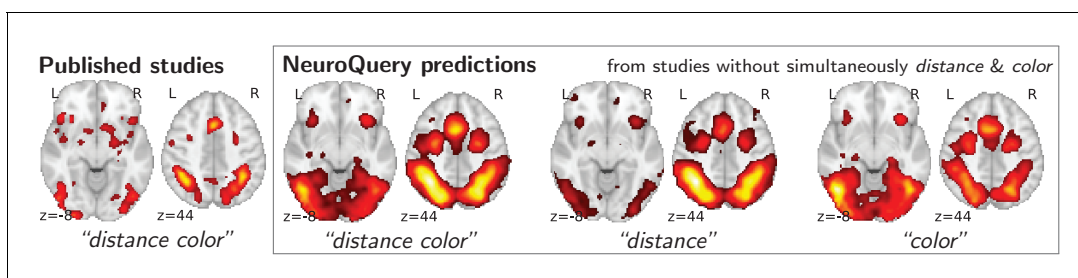 Published studies
NeuroQuery predictions
from studies without simultaneously distance & color
L R L R
L R L R
L R L R
L R L R
z=-8 z=44
z=-8 z=44
z=-8 z=44
z=-8 z=44
“distance color”
“distance color”
“distance”
“color”